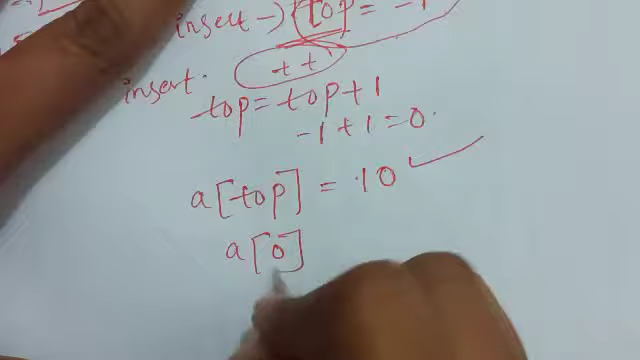 insert -> top = -1
++
insert.
top = top + 1
-1 + 1 = 0.
a[top] = 10 ✓
a[0]